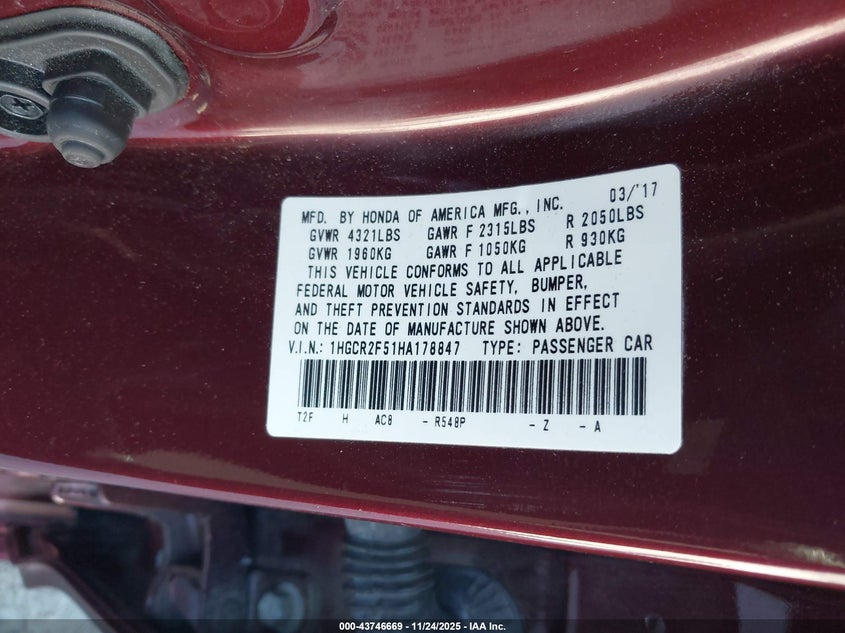 MFD. BY HONDA OF AMERICA MFG., INC. 03/'17
GVWR 4321LBS GAWR F 2315LBS R 2050LBS
GVWR 1960KG GAWR F 1050KG R 930KG
THIS VEHICLE CONFORMS TO ALL APPLICABLE
FEDERAL MOTOR VEHICLE SAFETY, BUMPER,
AND THEFT PREVENTION STANDARDS IN EFFECT
ON THE DATE OF MANUFACTURE SHOWN ABOVE.
V.I.N.: 1HGCR2F51HA178847 TYPE: PASSENGER CAR
T2F H AC8 - R548P - Z - A
000-43746669 - 11/24/2025 - IAA Inc.